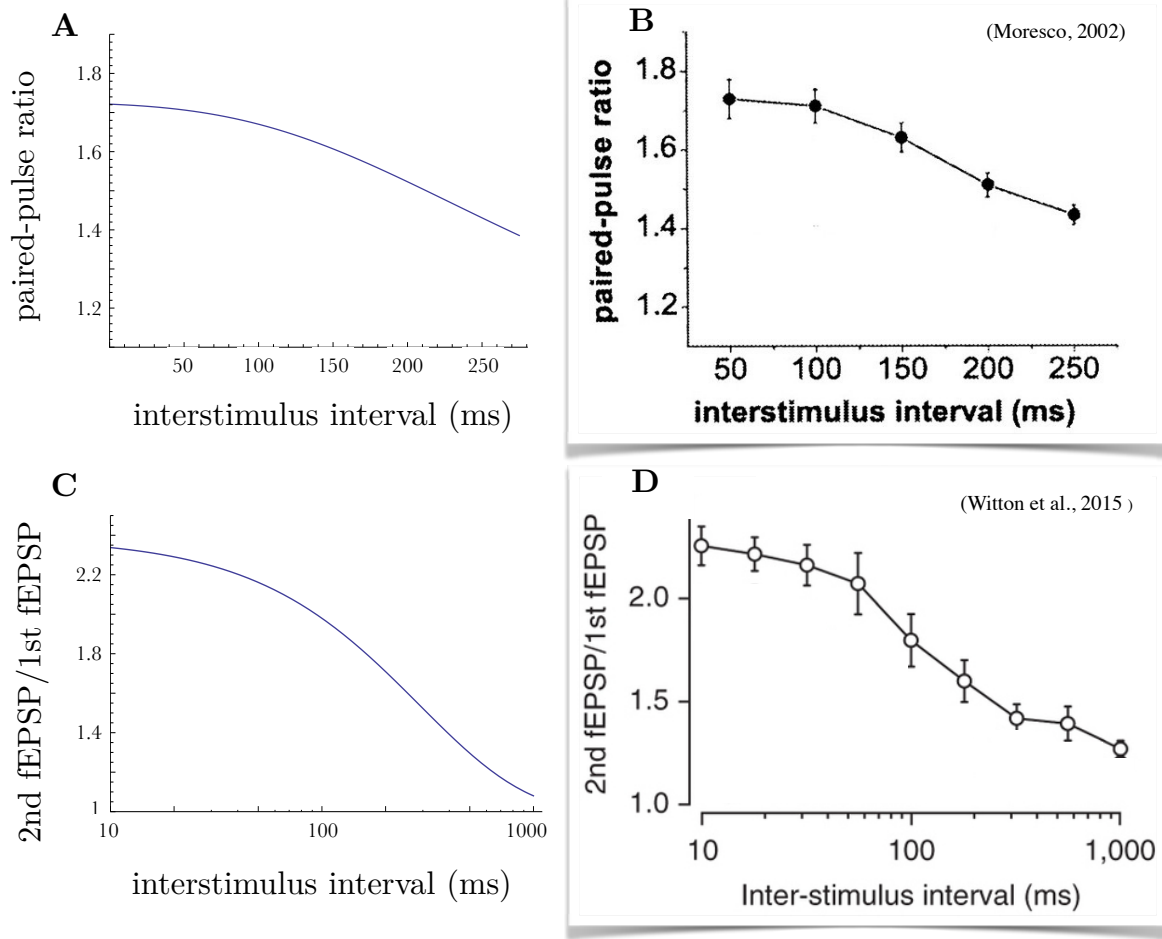 A
paired-pulse ratio
1.8
1.6
1.4
1.2
50 100 150 200 250
interstimulus interval (ms)
B
(Moresco, 2002)
paired-pulse ratio
1.8
1.6
1.4
1.2
50 100 150 200 250
interstimulus interval (ms)
C
2nd fEPSP/1st fEPSP
2.2
1.8
1.4
1
10 100 1000
interstimulus interval (ms)
D
(Witton et al., 2015 )
2nd fEPSP/1st fEPSP
2.0
1.5
1.0
10 100 1,000
Inter-stimulus interval (ms)